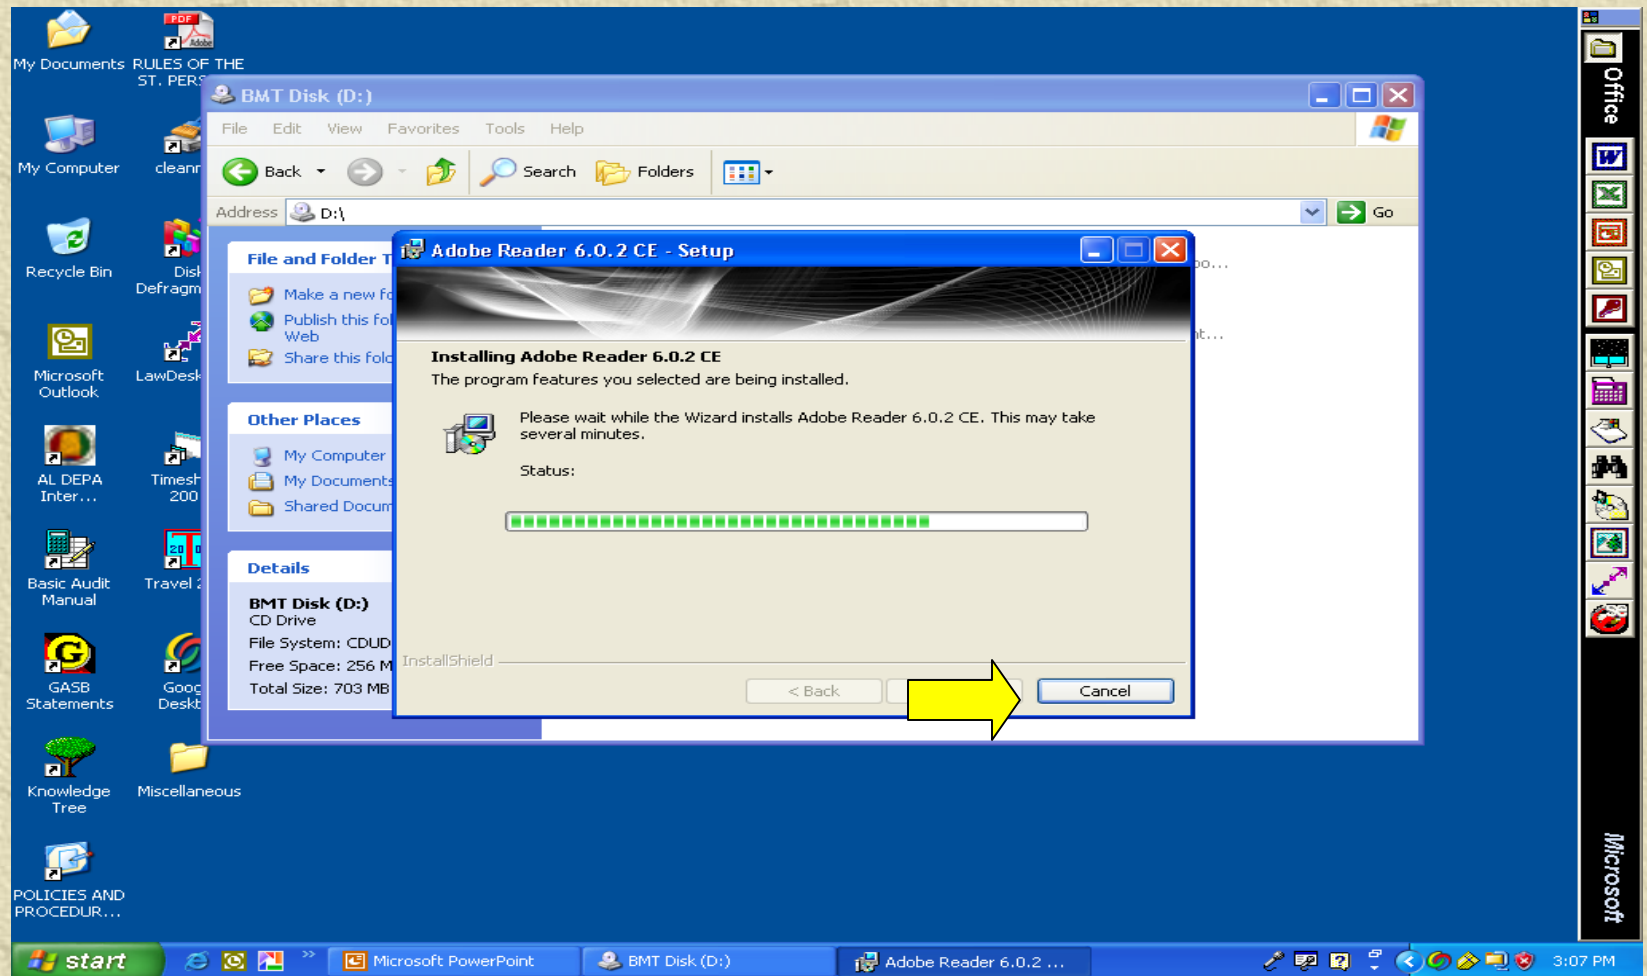 My Documents
PDF
Adobe
RULES OF THE
ST. PERS
My Computer
cleanr
Recycle Bin
Disk
Defragm
Microsoft
Outlook
LawDesk
AL DEPA
Inter...
Timesh
200
Basic Audit
Manual
Travel 2
GASB
Statements
Goog
Deskt
Knowledge
Tree
Miscellaneous
POLICIES AND
PROCEDUR...
BMT Disk (D:)
File Edit View Favorites Tools Help
Back Search Folders
Address D:\ Go
File and Folder T
Make a new fo
Publish this fol
Web
Share this folde
Other Places
My Computer
My Documents
Shared Docum
Details
BMT Disk (D:)
CD Drive
File System: CDUD
Free Space: 256 M
Total Size: 703 MB
Adobe Reader 6.0.2 CE - Setup
Installing Adobe Reader 6.0.2 CE
The program features you selected are being installed.
Please wait while the Wizard installs Adobe Reader 6.0.2 CE. This may take
several minutes.
Status:
InstallShield
< Back
Cancel
Office
Microsoft
start
Microsoft PowerPoint
BMT Disk (D:)
Adobe Reader 6.0.2 ...
3:07 PM